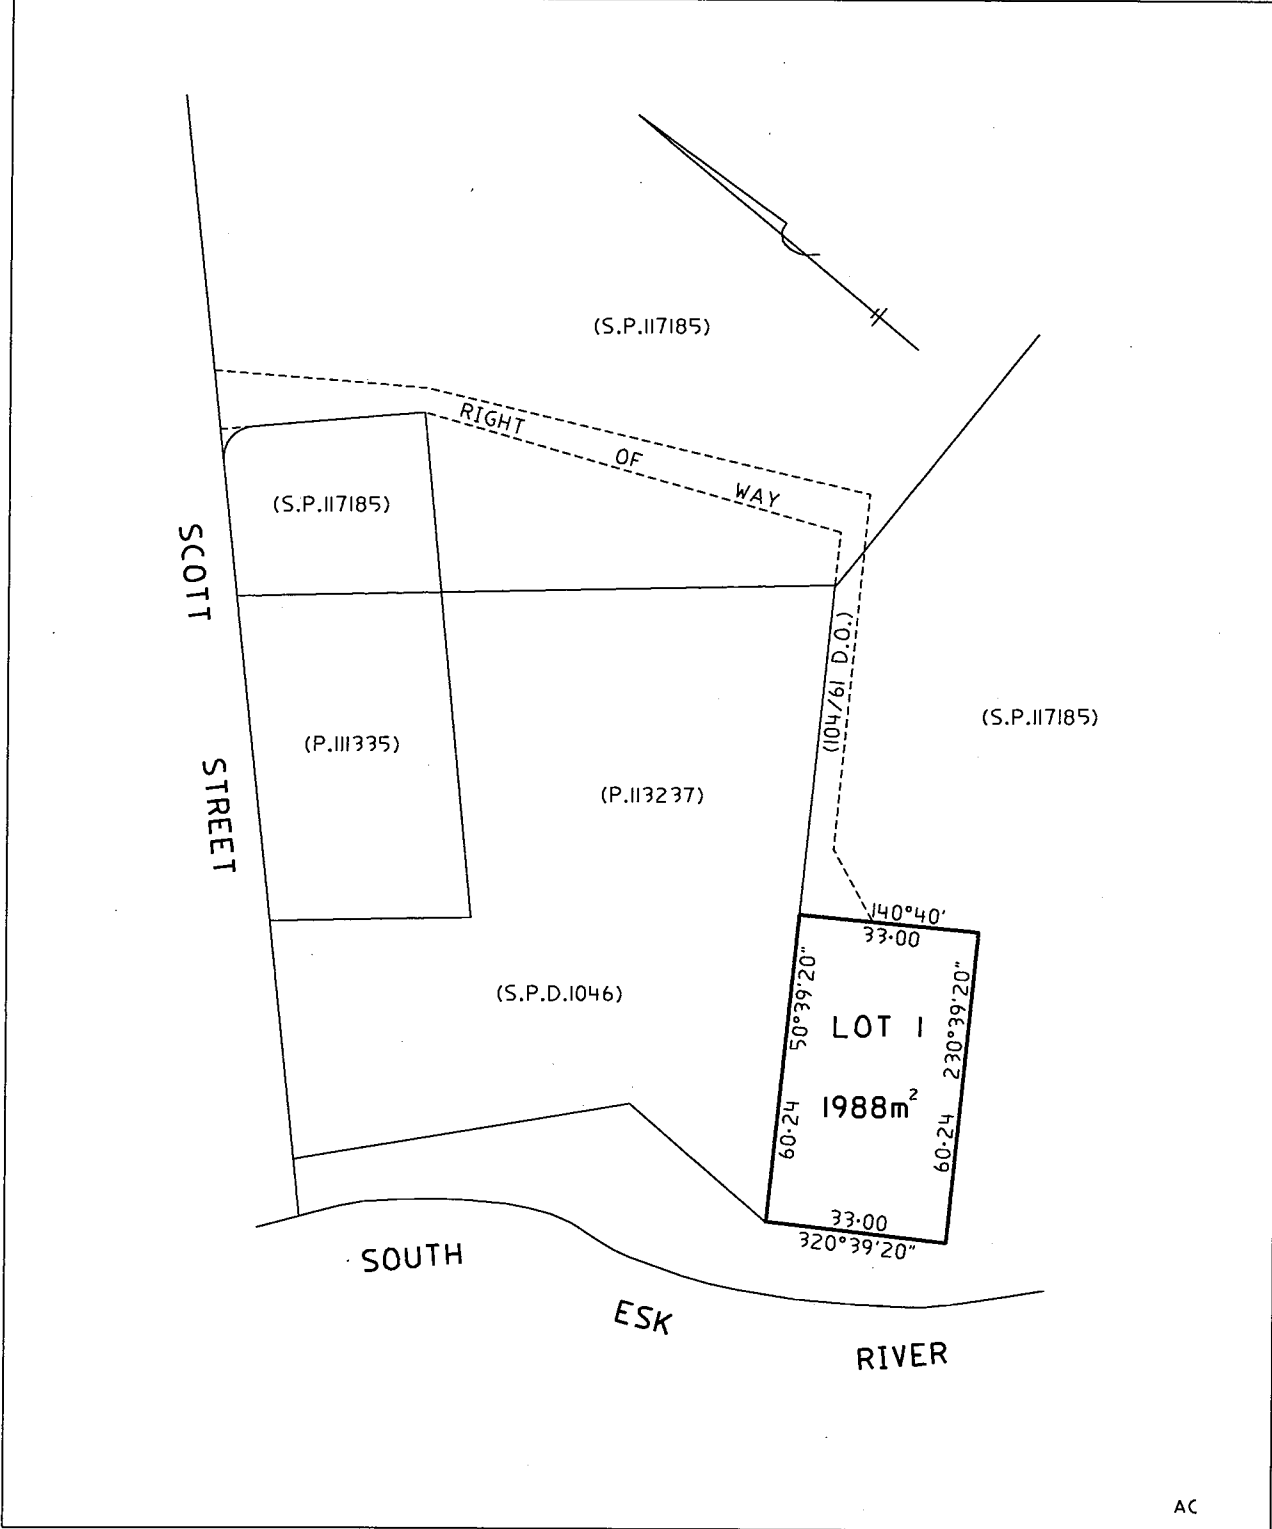 (S.P.117185)
RIGHT OF WAY
(S.P.117185)
SCOTT STREET
(104/61 D.O.)
(S.P.117185)
(P.111335)
(P.113237)
140°40'
33·00
50°39'20"
230°39'20"
(S.P.D.1046)
LOT 1
1988m²
60·24
60·24
33·00
320°39'20"
SOUTH ESK RIVER
AC